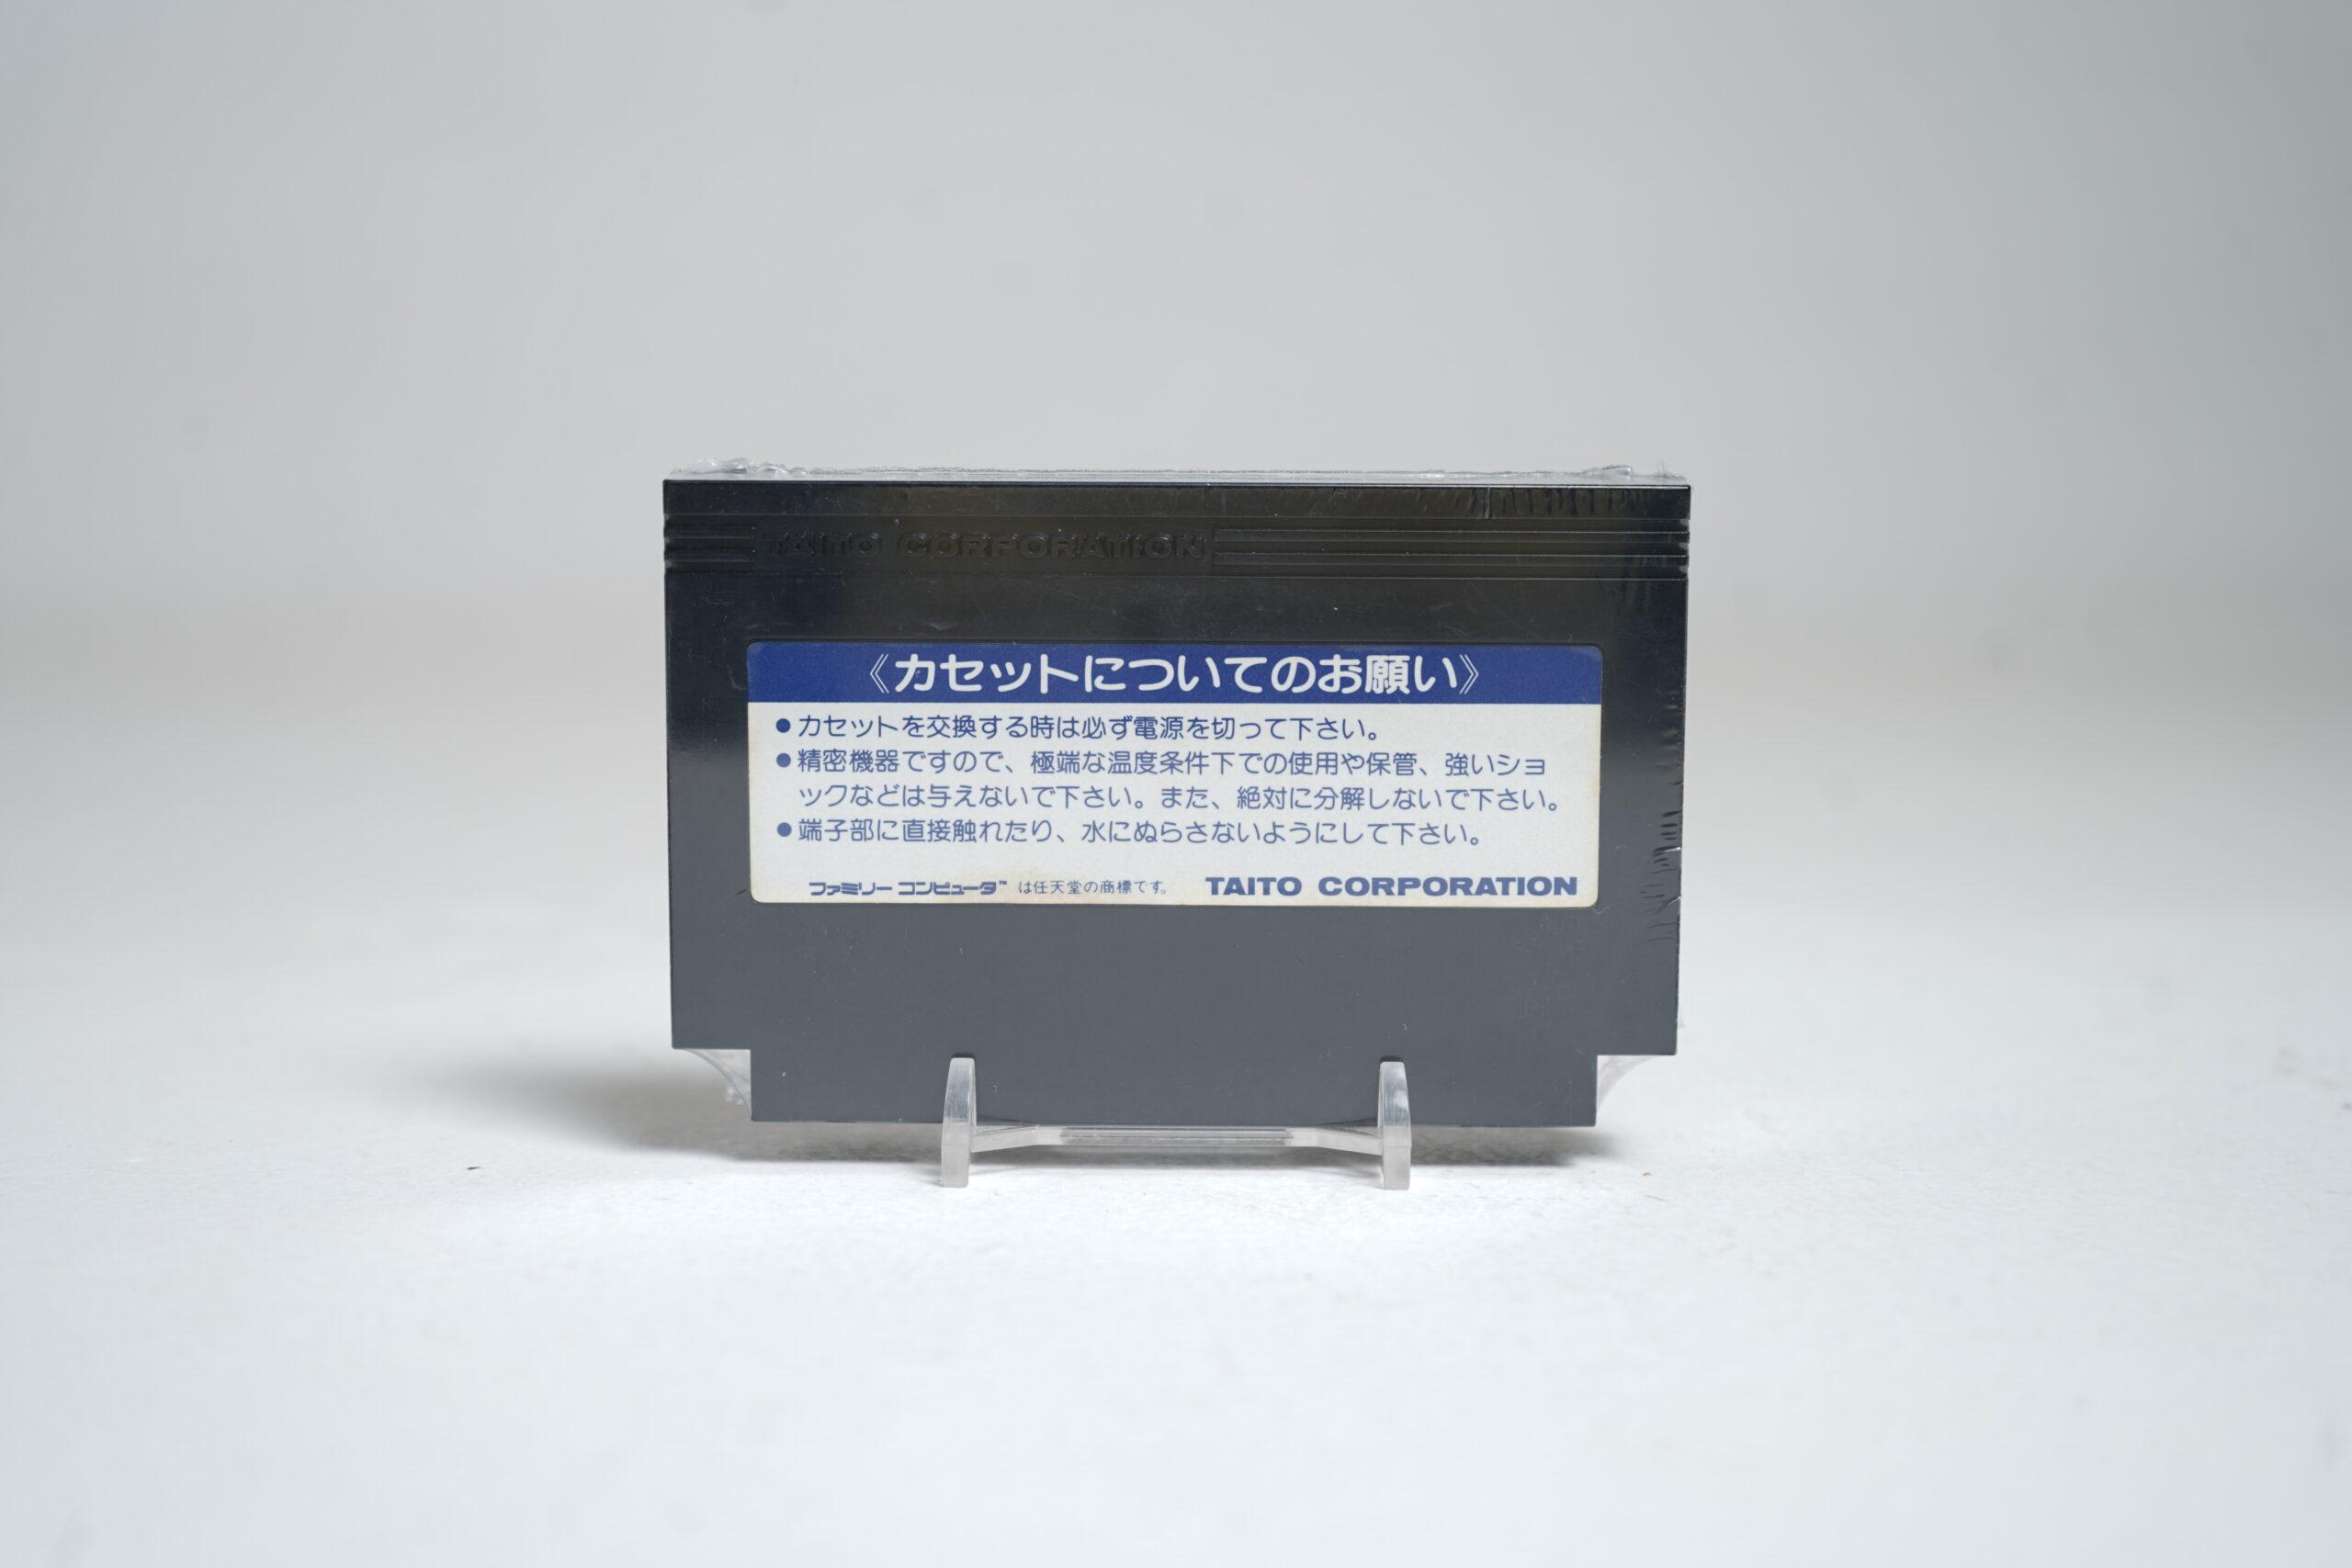 TAITO CORPORATION
《カセットについてのお願い》
●カセットを交換する時は必ず電源を切って下さい。
●精密機器ですので、極端な温度条件下での使用や保管、強いショ
ックなどは与えないで下さい。また、絶対に分解しないで下さい。
●端子部に直接触れたり、水にぬらさないようにして下さい。
ファミリーコンピュータ™は任天堂の商標です。 TAITO CORPORATION